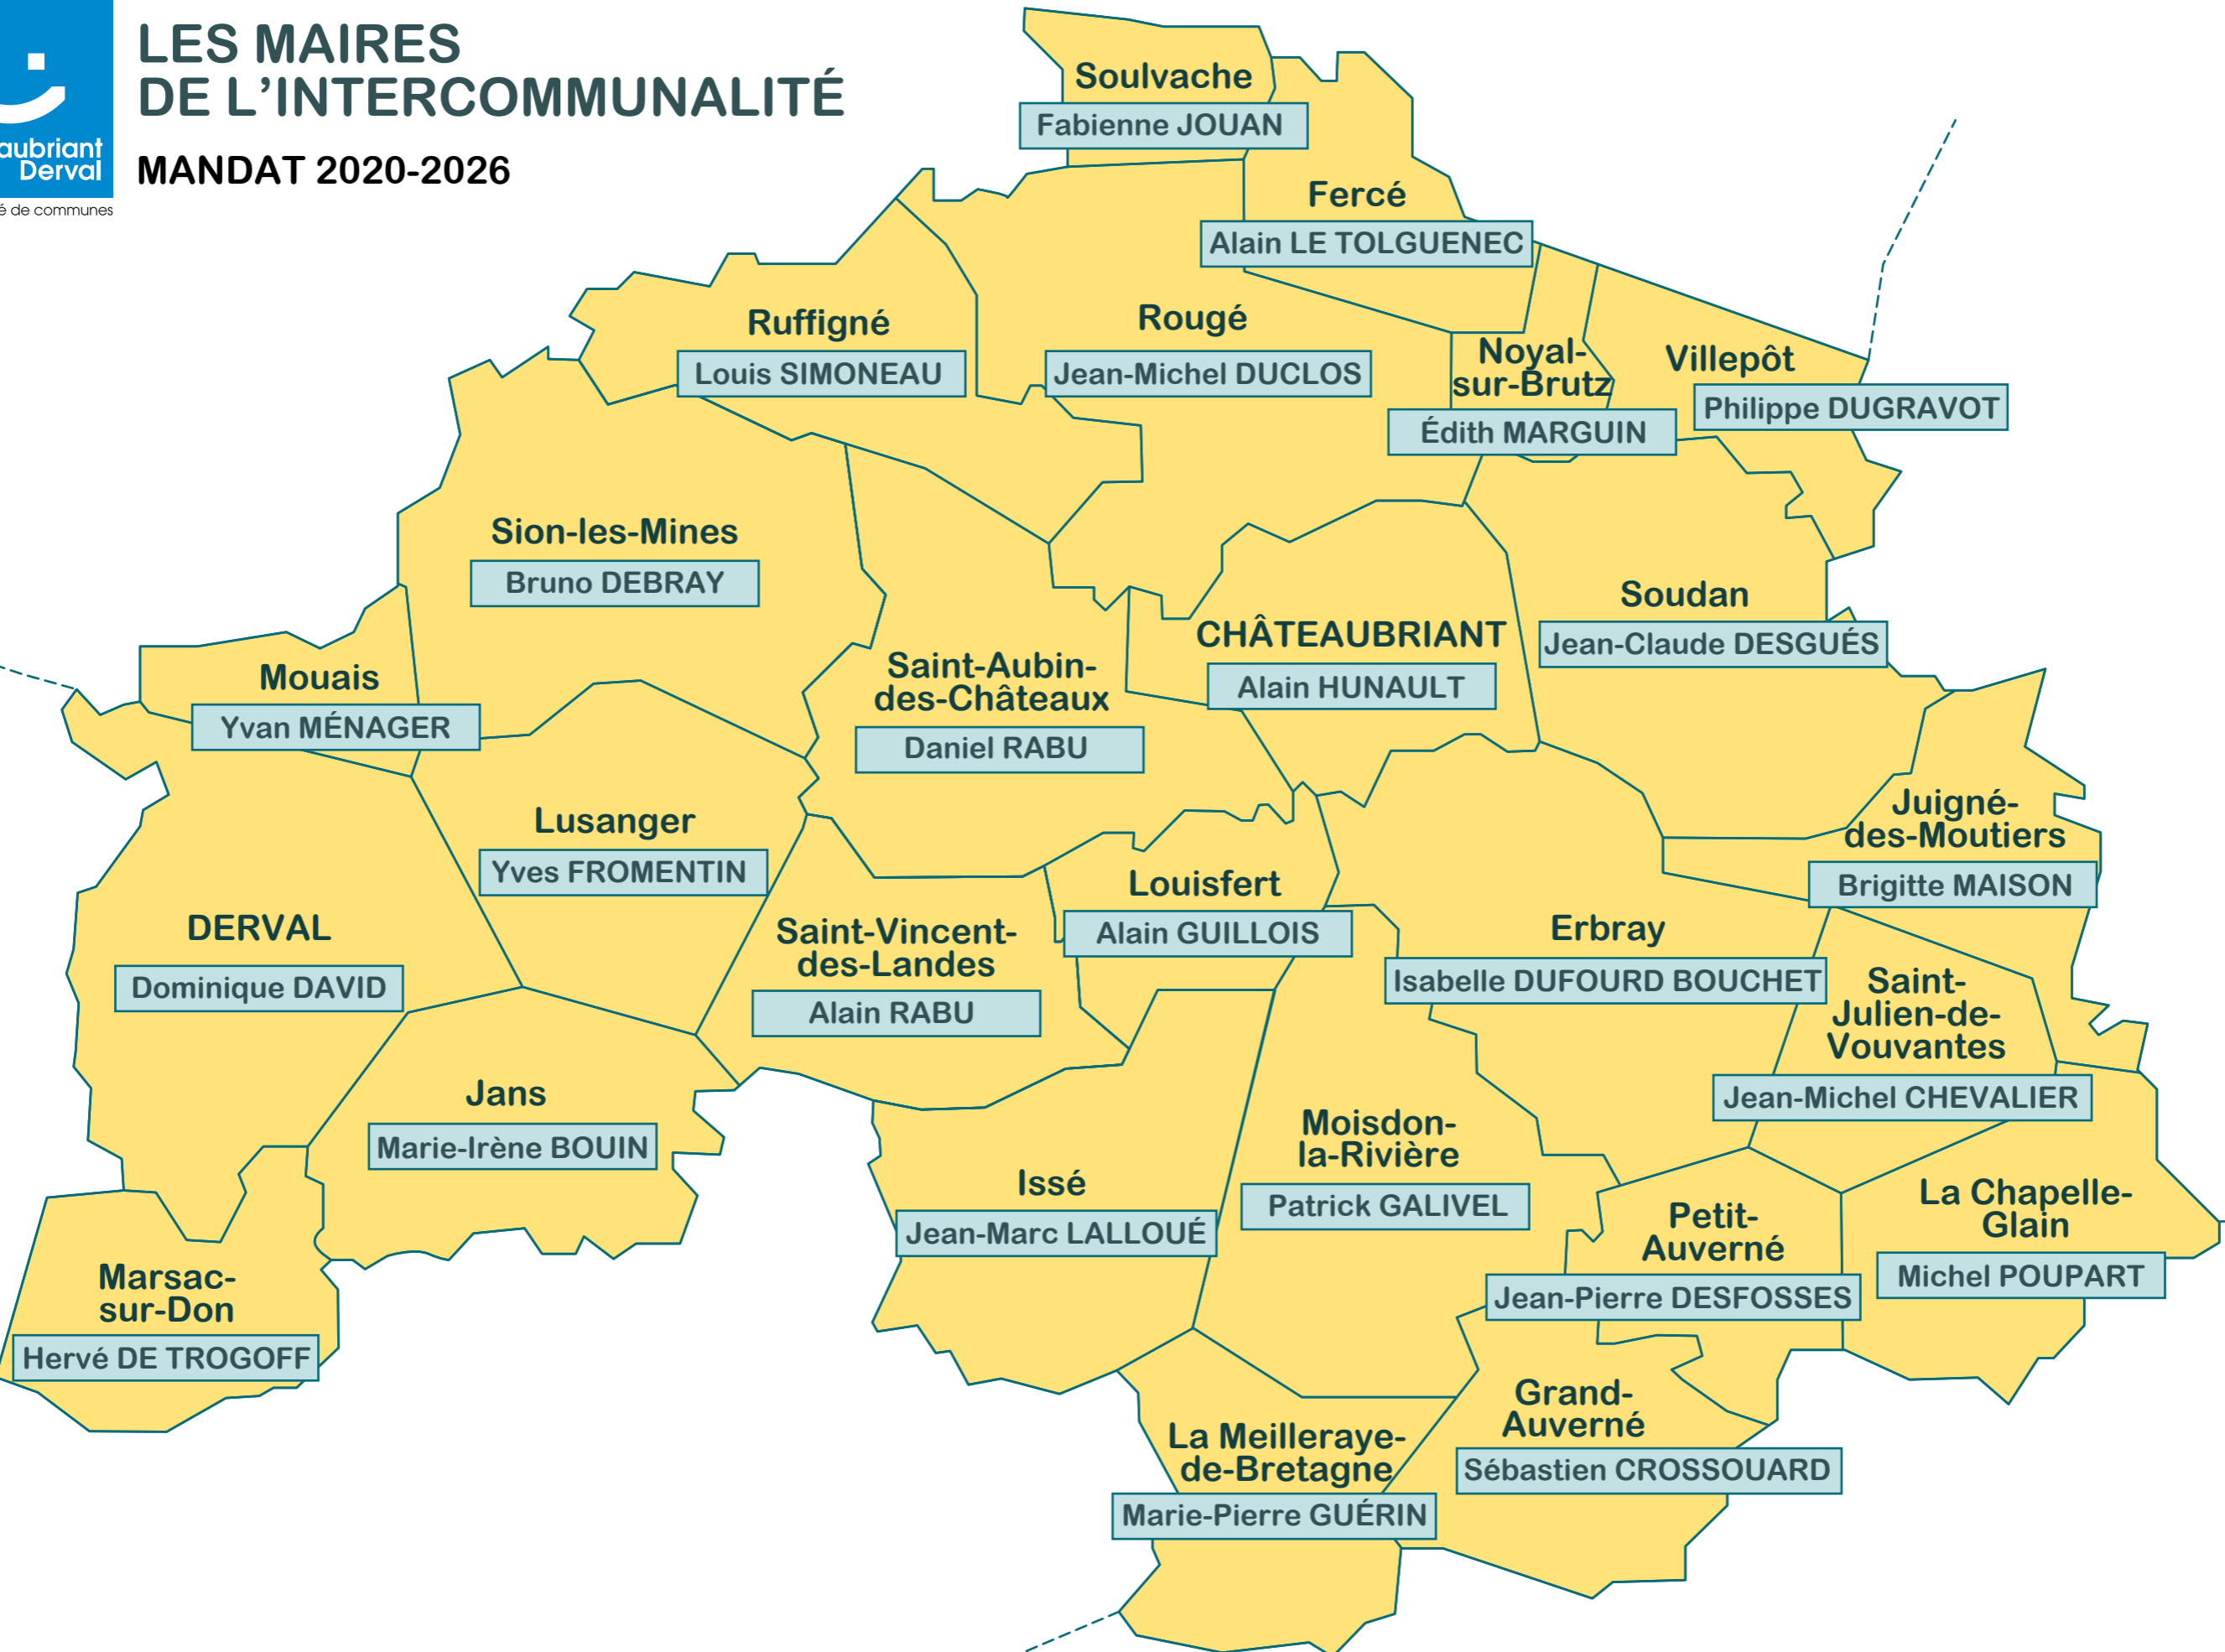 LES MAIRES
DE L'INTERCOMMUNALITÉ
MANDAT 2020-2026
aubriant
Derval
é de communes
Soulvache
Fabienne JOUAN
Fercé
Alain LE TOLGUENEC
Ruffigné
Louis SIMONEAU
Rougé
Jean-Michel DUCLOS
Noyal-
sur-Brutz
Édith MARGUIN
Villepôt
Philippe DUGRAVOT
Sion-les-Mines
Bruno DEBRAY
Soudan
Jean-Claude DESGUÉS
CHÂTEAUBRIANT
Alain HUNAULT
Saint-Aubin-
des-Châteaux
Daniel RABU
Mouais
Yvan MÉNAGER
Lusanger
Yves FROMENTIN
Juigné-
des-Moutiers
Brigitte MAISON
Louisfert
Alain GUILLOIS
DERVAL
Dominique DAVID
Saint-Vincent-
des-Landes
Alain RABU
Erbray
Isabelle DUFOURD BOUCHET
Saint-
Julien-de-
Vouvantes
Jean-Michel CHEVALIER
Jans
Marie-Irène BOUIN
Moisdon-
la-Rivière
Patrick GALIVEL
Issé
Jean-Marc LALLOUÉ
Petit-
Auverné
Jean-Pierre DESFOSSES
La Chapelle-
Glain
Michel POUPART
Marsac-
sur-Don
Hervé DE TROGOFF
Grand-
Auverné
Sébastien CROSSOUARD
La Meilleraye-
de-Bretagne
Marie-Pierre GUÉRIN